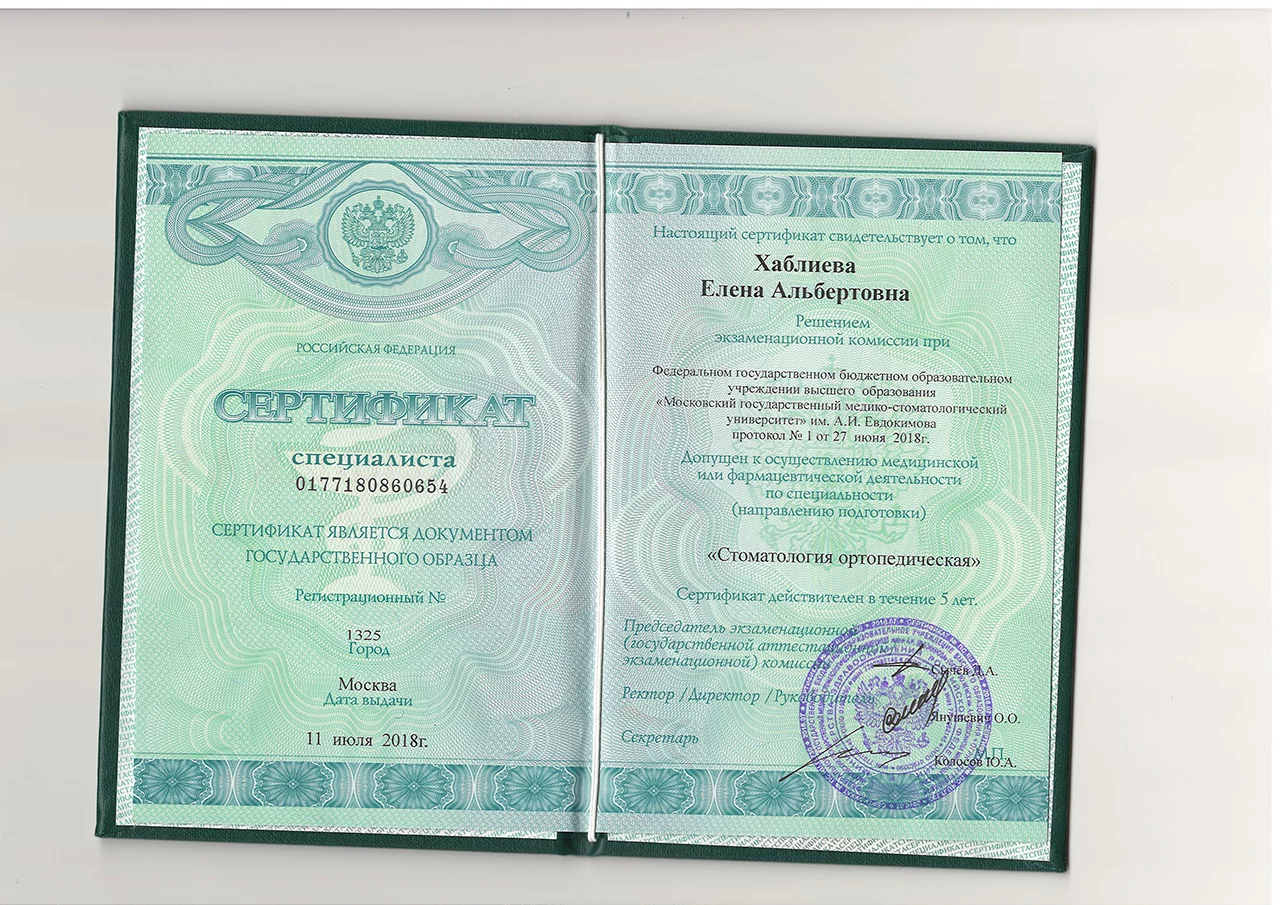 РОССИЙСКАЯ ФЕДЕРАЦИЯ
СЕРТИФИКАТ
специалиста
0177180860654
СЕРТИФИКАТ ЯВЛЯЕТСЯ ДОКУМЕНТОМ
ГОСУДАРСТВЕННОГО ОБРАЗЦА
Регистрационный №
1325
Город
Москва
Дата выдачи
11 июля 2018г.
Настоящий сертификат свидетельствует о том, что
Хаблиева
Елена Альбертовна
Решением
экзаменационной комиссии при
Федеральном государственном бюджетном образовательном
учреждении высшего образования
«Московский государственный медико-стоматологический
университет» им. А.И. Евдокимова
протокол № 1 от 27 июня 2018г.
Допущен к осуществлению медицинской
или фармацевтической деятельности
по специальности
(направлению подготовки)
«Стоматология ортопедическая»
Сертификат действителен в течение 5 лет.
Председатель экзаменационной
(государственной аттестационной
экзаменационной) комиссии
Сычев Д.А.
Ректор /Директор /Руководитель
Янушевич О.О.
Секретарь
М.П.
Колосов Ю.А.